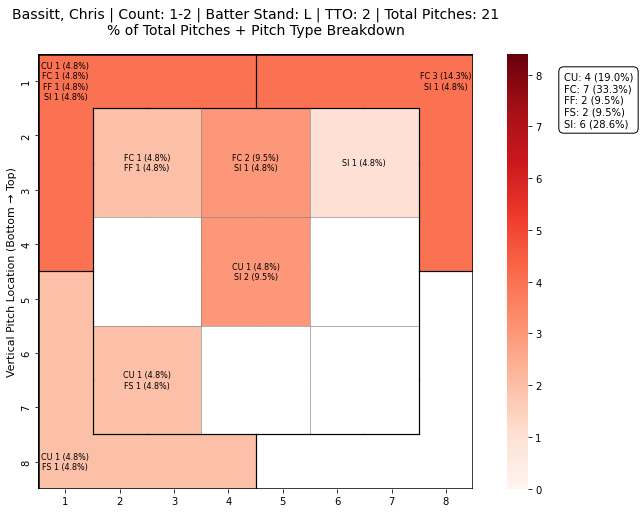 Bassitt, Chris | Count: 1-2 | Batter Stand: L | TTO: 2 | Total Pitches: 21
% of Total Pitches + Pitch Type Breakdown
CU 1 (4.8%)
FC 1 (4.8%)
FF 1 (4.8%)
SI 1 (4.8%)
FC 3 (14.3%)
SI 1 (4.8%)
FC 1 (4.8%)
FF 1 (4.8%)
FC 2 (9.5%)
SI 1 (4.8%)
SI 1 (4.8%)
CU 1 (4.8%)
SI 2 (9.5%)
CU 1 (4.8%)
FS 1 (4.8%)
CU 1 (4.8%)
FS 1 (4.8%)
Vertical Pitch Location (Bottom → Top)
1
2
3
4
5
6
7
8
1 2 3 4 5 6 7 8
8
7
6
5
4
3
2
1
0
CU: 4 (19.0%)
FC: 7 (33.3%)
FF: 2 (9.5%)
FS: 2 (9.5%)
SI: 6 (28.6%)